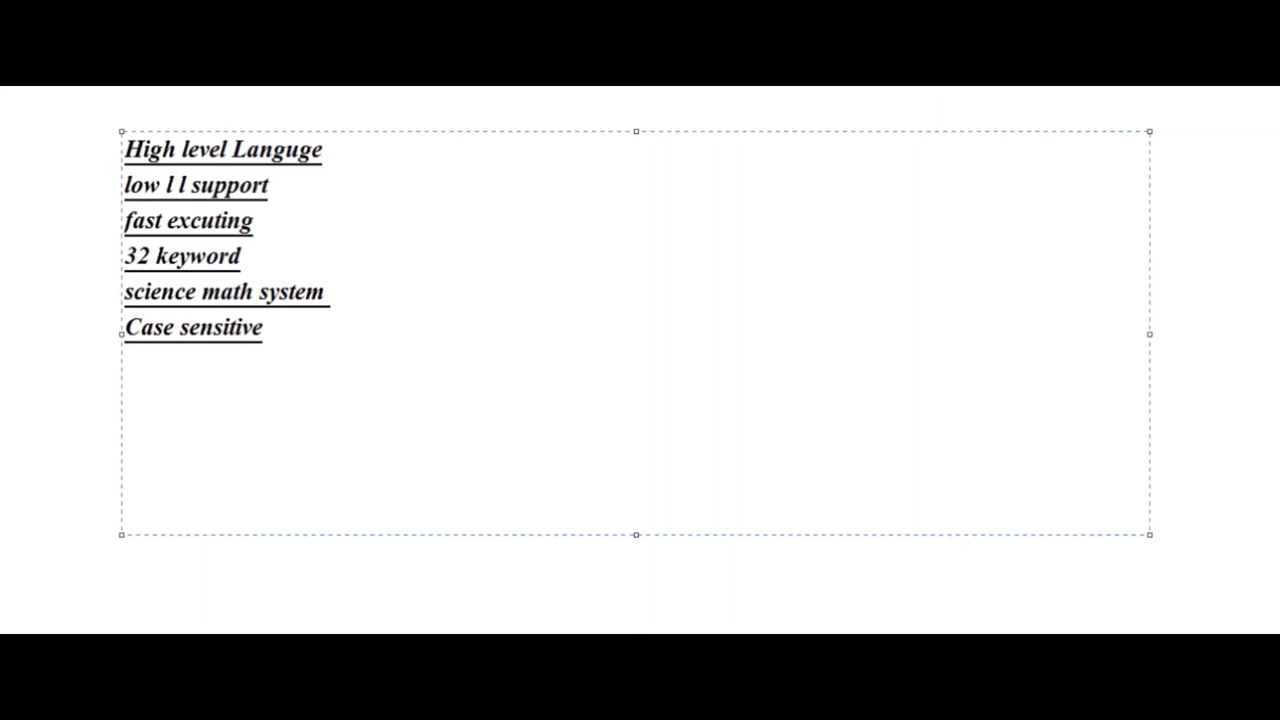 High level Languge
low l l support
fast excuting
32 keyword
science math system
Case sensitive